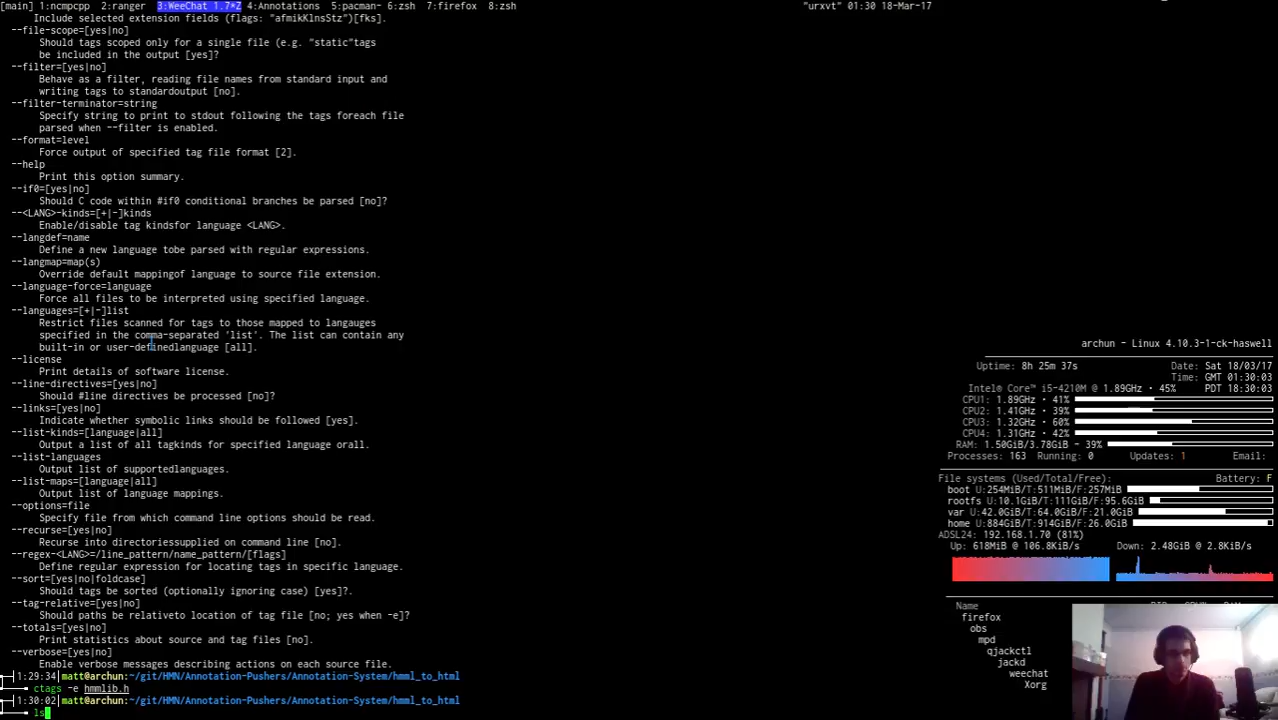 [main] 1:ncmpcpp 2:ranger 3:WeeChat 1.7*Z 4:Annotations 5:pacman- 6:zsh 7:firefox 8:zsh "urxvt" 01:30 18-Mar-17
Include selected extension fields (flags: "afmikKlnsStz")[fks].
--file-scope=[yes|no]
Should tags scoped only for a single file (e.g. "static"tags
be included in the output [yes]?
--filter=[yes|no]
Behave as a filter, reading file names from standard input and
writing tags to standardoutput [no].
--filter-terminator=string
Specify string to print to stdout following the tags foreach file
parsed when --filter is enabled.
--format=level
Force output of specified tag file format [2].
--help
Print this option summary.
--if0=[yes|no]
Should C code within #if0 conditional branches be parsed [no]?
--<LANG>-kinds=[+|-]kinds
Enable/disable tag kindsfor language <LANG>.
--langdef=name
Define a new language tobe parsed with regular expressions.
--langmap=map(s)
Override default mappingof language to source file extension.
--language-force=language
Force all files to be interpreted using specified language.
--languages=[+|-]list
Restrict files scanned for tags to those mapped to langauges
specified in the comma-separated 'list'. The list can contain any
built-in or user-definedlanguage [all].
--license
Print details of software license.
--line-directives=[yes|no]
Should #line directives be processed [no]?
--links=[yes|no]
Indicate whether symbolic links should be followed [yes].
--list-kinds=[language|all]
Output a list of all tagkinds for specified language orall.
--list-languages
Output list of supportedlanguages.
--list-maps=[language|all]
Output list of language mappings.
--options=file
Specify file from which command line options should be read.
--recurse=[yes|no]
Recurse into directoriessupplied on command line [no].
--regex-<LANG>=/line_pattern/name_pattern/[flags]
Define regular expression for locating tags in specific language.
--sort=[yes|no|foldcase]
Should tags be sorted (optionally ignoring case) [yes]?.
--tag-relative=[yes|no]
Should paths be relativeto location of tag file [no; yes when -e]?
--totals=[yes|no]
Print statistics about source and tag files [no].
--verbose=[yes|no]
Enable verbose messages describing actions on each source file.
1:29:34|matt@archun:~/git/HMN/Annotation-Pushers/Annotation-System/hmml_to_html
ctags -e hmmlib.h
1:30:02|matt@archun:~/git/HMN/Annotation-Pushers/Annotation-System/hmml_to_html
ls
archun - Linux 4.10.3-1-ck-haswell
Uptime: 8h 25m 37s Date: Sat 18/03/17
Time: GMT 01:30:03
Intel® Core™ i5-4210M @ 1.89GHz • 45% PDT 18:30:03
CPU1: 1.89GHz • 41%
CPU2: 1.41GHz • 39%
CPU3: 1.32GHz • 60%
CPU4: 1.31GHz • 42%
RAM: 1.50GiB/3.78GiB - 39%
Processes: 163 Running: 0 Updates: 1 Email:
File systems (Used/Total/Free): Battery: F
boot U:254MiB/T:511MiB/F:257MiB
rootfs U:10.1GiB/T:111GiB/F:95.6GiB
var U:42.0GiB/T:64.0GiB/F:21.0GiB
home U:884GiB/T:914GiB/F:26.0GiB
ADSL24: 192.168.1.70 (81%)
Up: 618MiB @ 106.8KiB/s Down: 2.48GiB @ 2.8KiB/s
Name
firefox
obs
mpd
qjackctl
jackd
weechat
Xorg